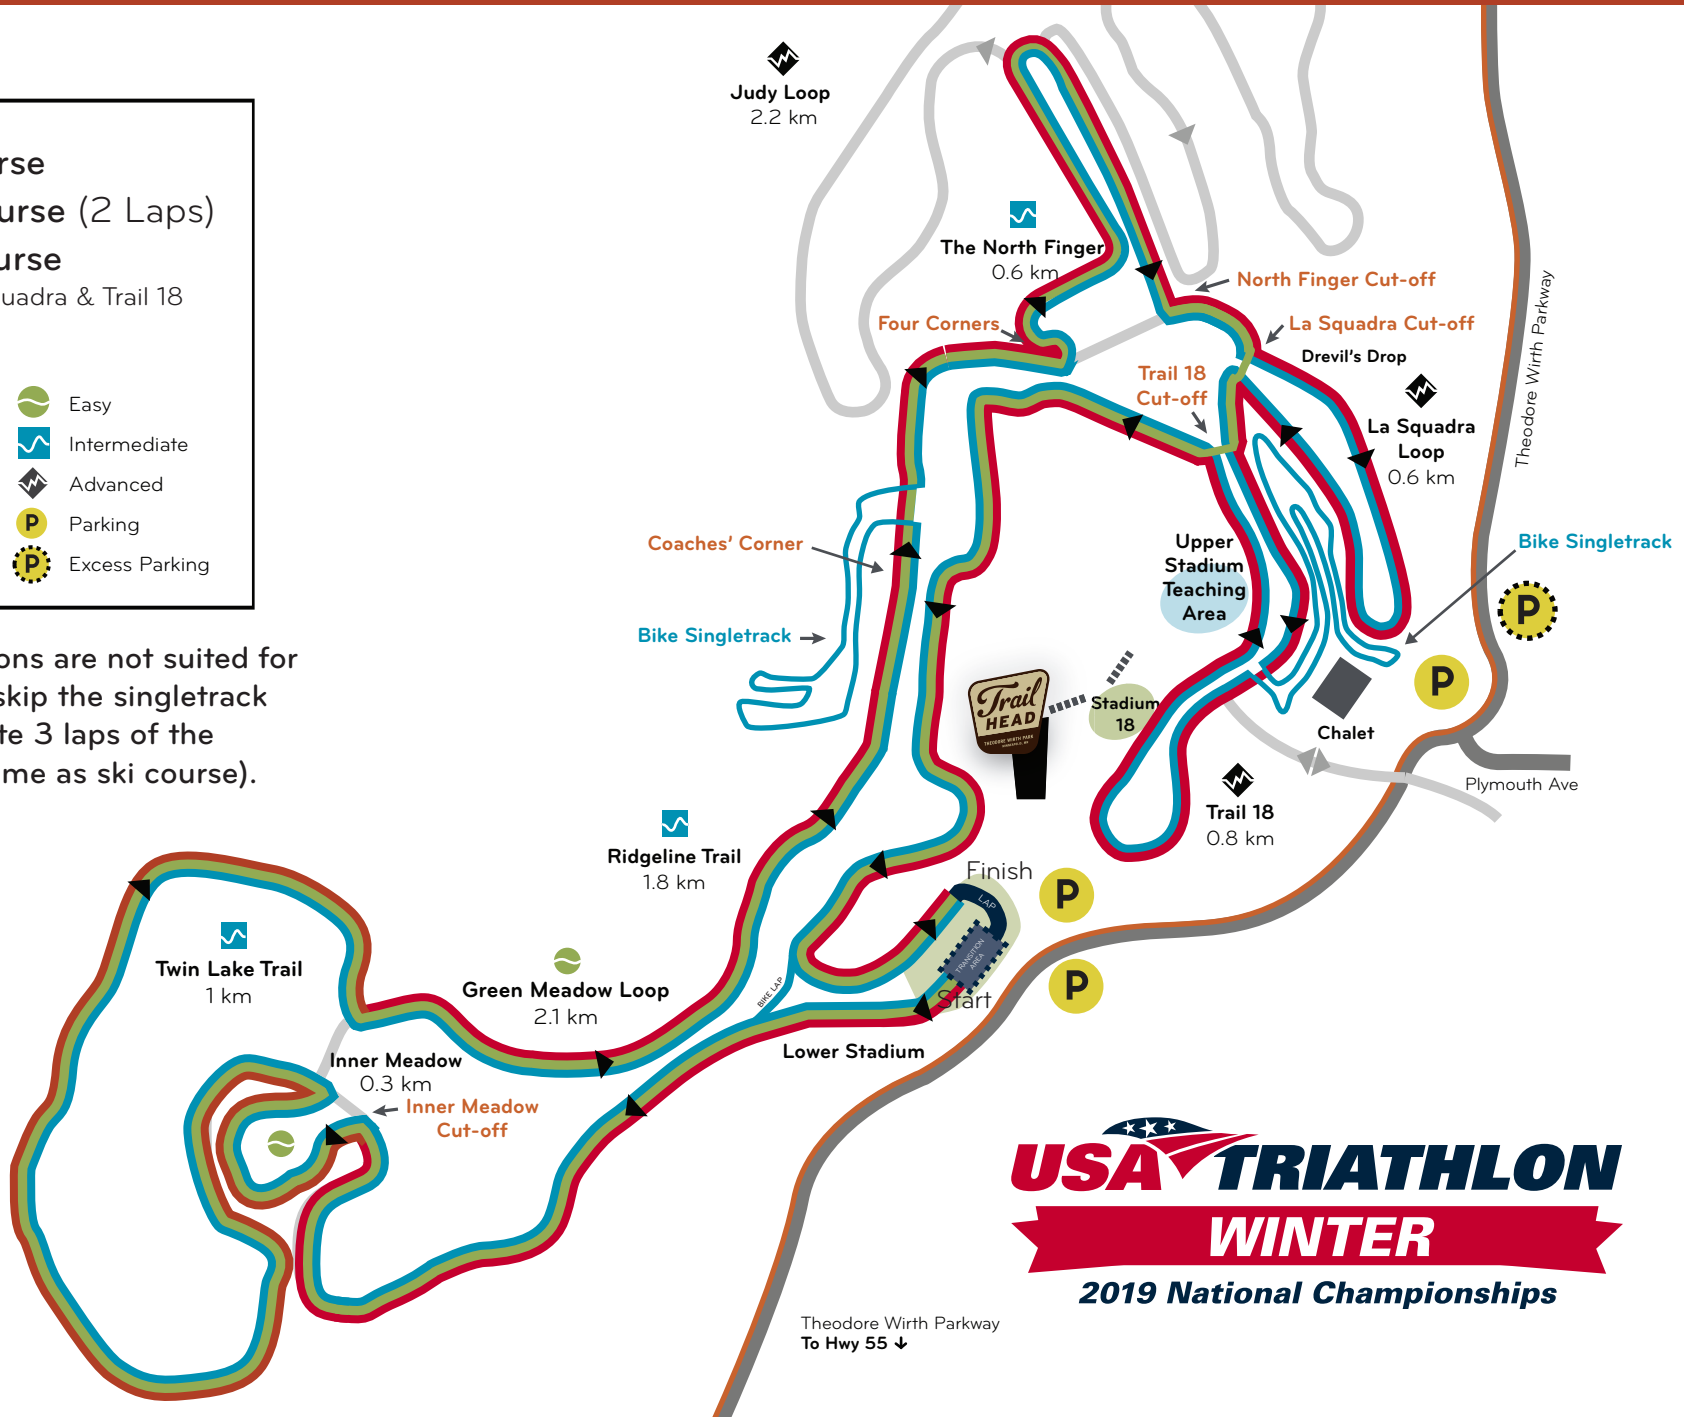 rse
urse (2 Laps)
urse
uadra & Trail 18
Easy
Intermediate
Advanced
P Parking
P Excess Parking
ons are not suited for
skip the singletrack
te 3 laps of the
me as ski course).
Judy Loop
2.2 km
The North Finger
0.6 km
North Finger Cut-off
Four Corners
La Squadra Cut-off
Drevil's Drop
Trail 18
Cut-off
La Squadra
Loop
0.6 km
Theodore Wirth Parkway
Coaches' Corner
Upper
Stadium
Teaching
Area
Bike Singletrack
P
Bike Singletrack
P
Trail
HEAD
THEODORE WIRTH PARK
Stadium
18
Chalet
Plymouth Ave
Trail 18
0.8 km
Ridgeline Trail
1.8 km
Finish
P
LAP
TRANSITION
AREA
Twin Lake Trail
1 km
Green Meadow Loop
2.1 km
BIKE LAP
Start
P
Lower Stadium
Inner Meadow
0.3 km
Inner Meadow
Cut-off
USA TRIATHLON
WINTER
2019 National Championships
Theodore Wirth Parkway
To Hwy 55 ↓